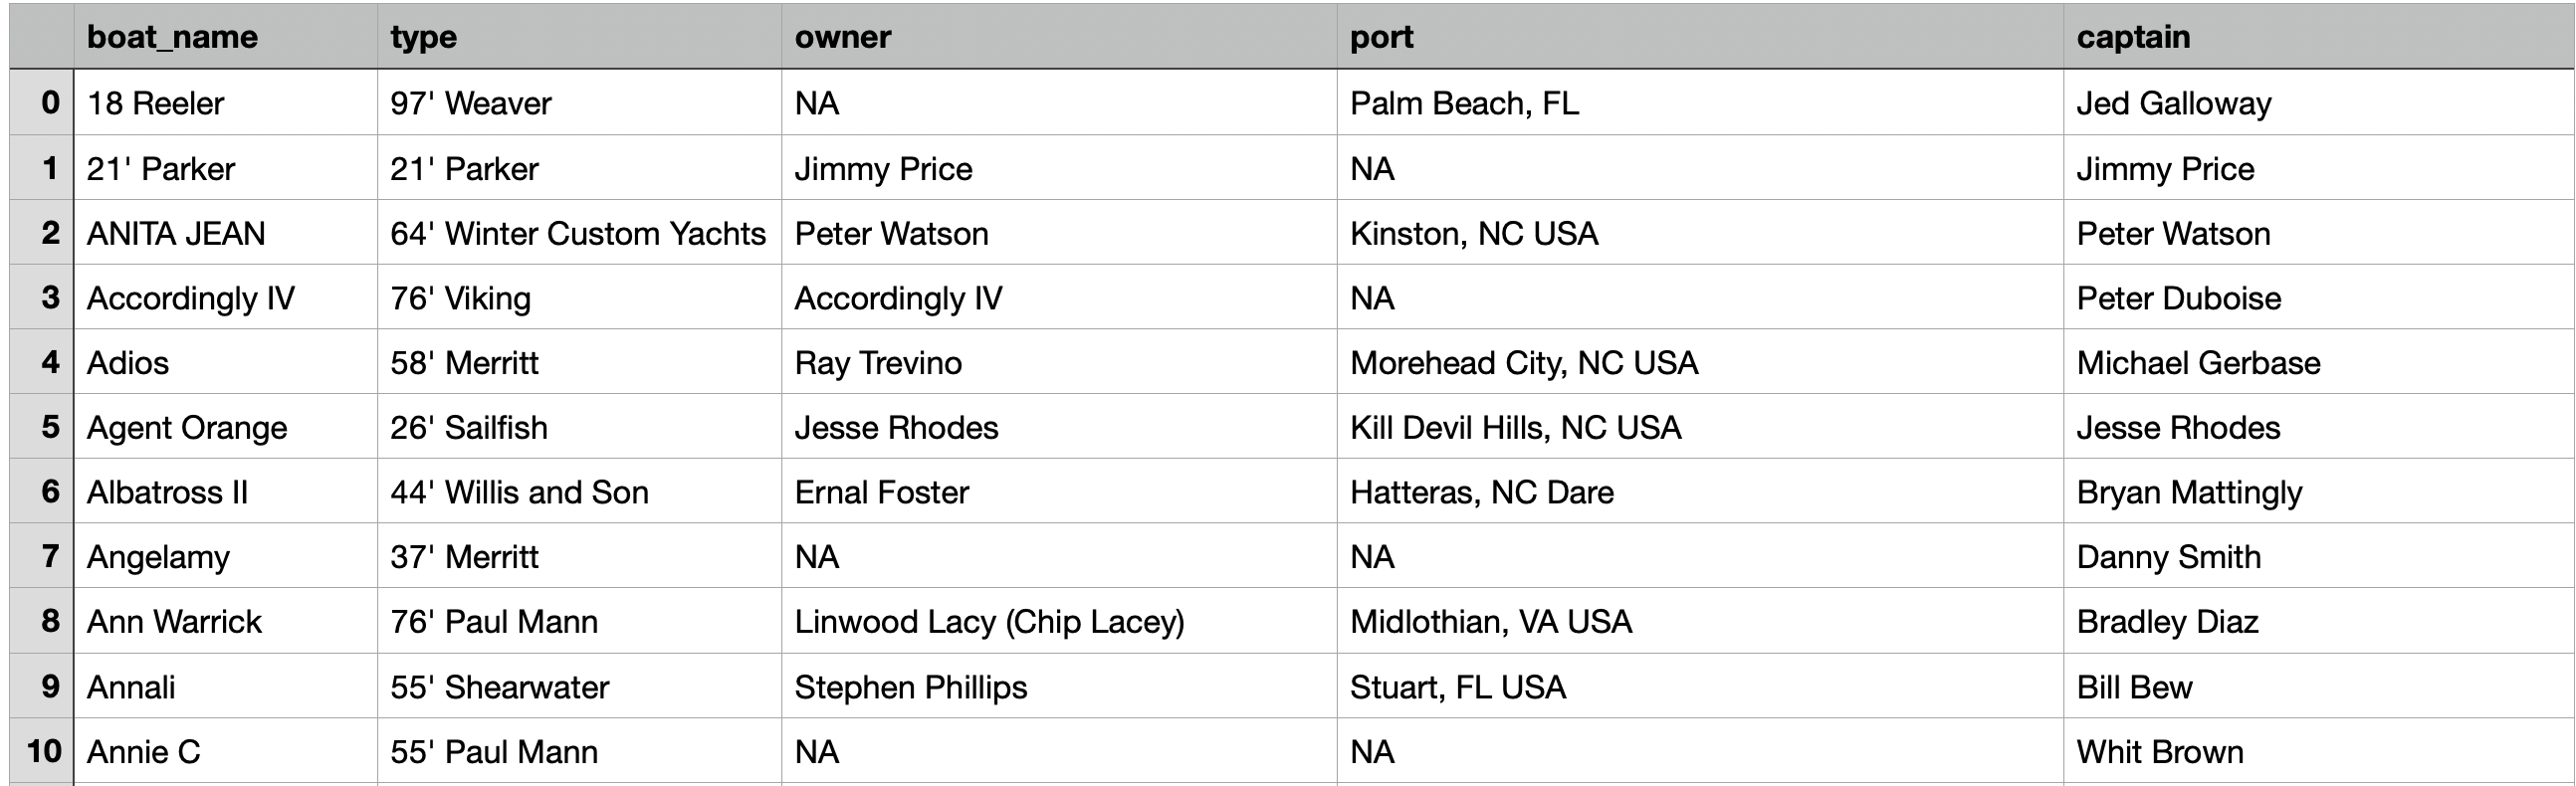 boat_name type owner port captain
0 18 Reeler 97' Weaver NA Palm Beach, FL Jed Galloway
1 21' Parker 21' Parker Jimmy Price NA Jimmy Price
2 ANITA JEAN 64' Winter Custom Yachts Peter Watson Kinston, NC USA Peter Watson
3 Accordingly IV 76' Viking Accordingly IV NA Peter Duboise
4 Adios 58' Merritt Ray Trevino Morehead City, NC USA Michael Gerbase
5 Agent Orange 26' Sailfish Jesse Rhodes Kill Devil Hills, NC USA Jesse Rhodes
6 Albatross II 44' Willis and Son Ernal Foster Hatteras, NC Dare Bryan Mattingly
7 Angelamy 37' Merritt NA NA Danny Smith
8 Ann Warrick 76' Paul Mann Linwood Lacy (Chip Lacey) Midlothian, VA USA Bradley Diaz
9 Annali 55' Shearwater Stephen Phillips Stuart, FL USA Bill Bew
10 Annie C 55' Paul Mann NA NA Whit Brown